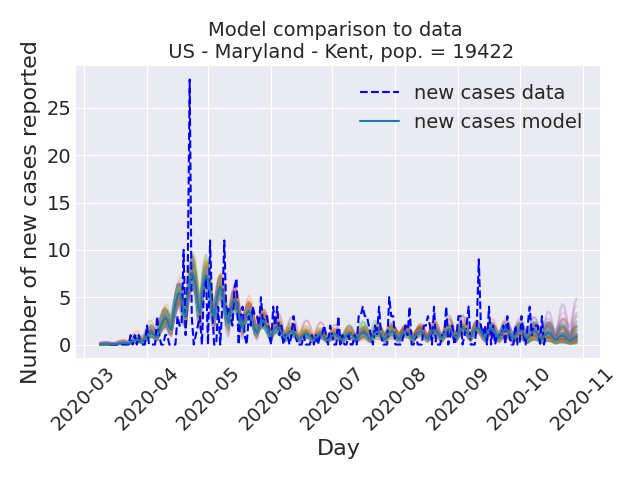 Model comparison to data
US - Maryland - Kent, pop. = 19422
Number of new cases reported
25
20
15
10
5
0
new cases data
new cases model
2020-03
2020-04
2020-05
2020-06
2020-07
2020-08
2020-09
2020-10
2020-11
Day